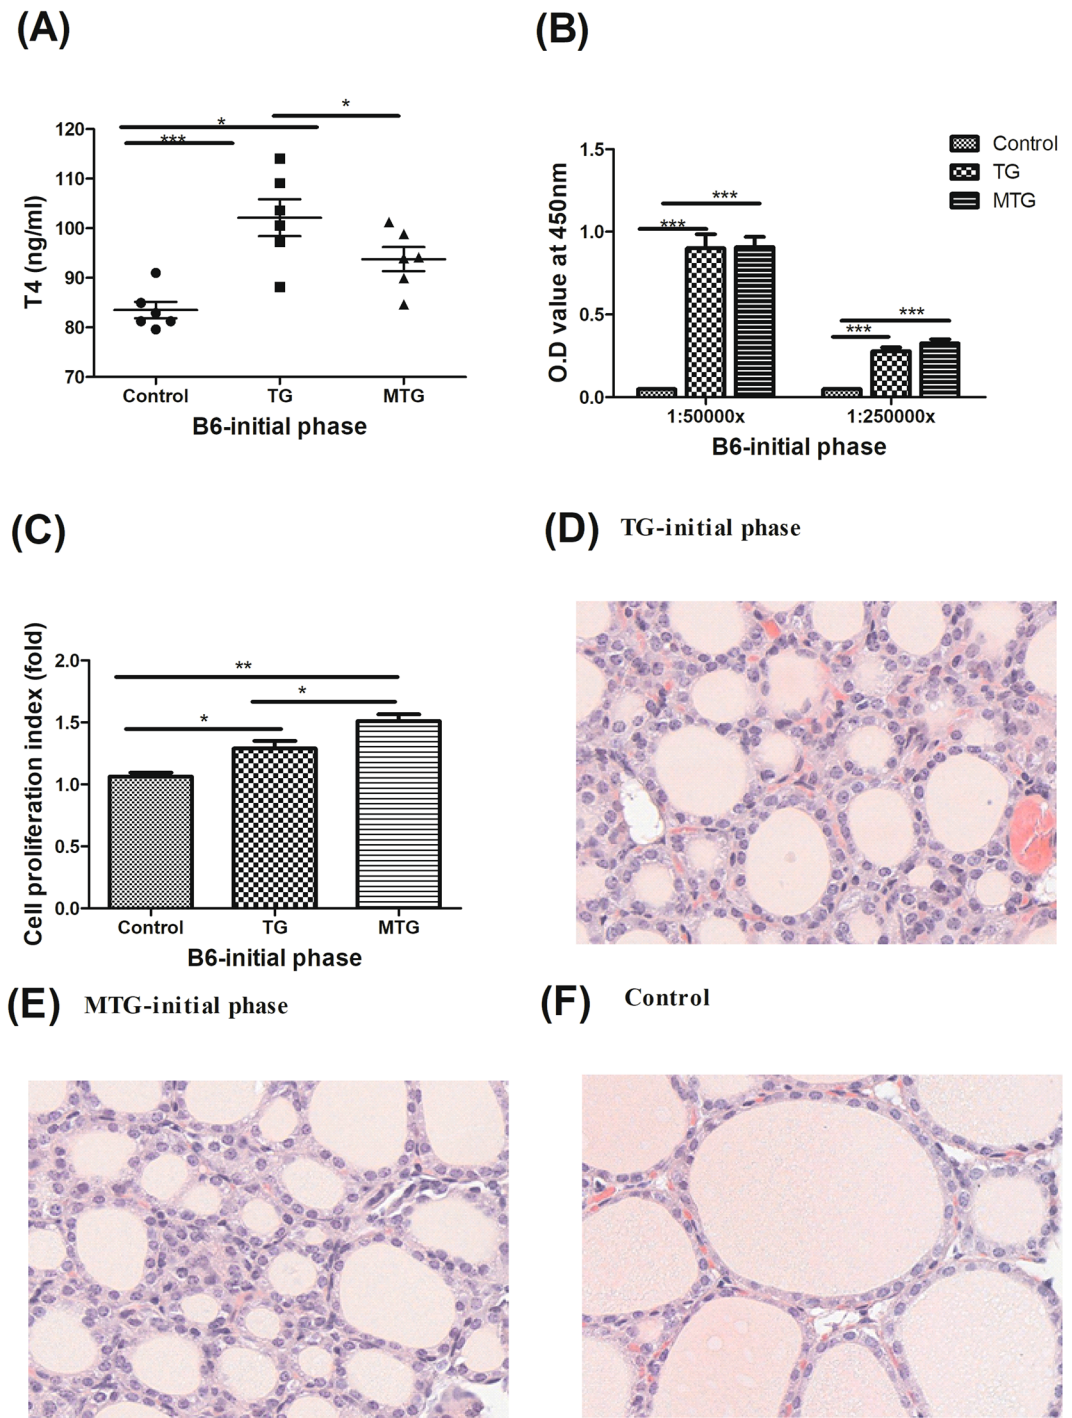 (A)
*
*
***
120
110
100
90
80
70
T4 (ng/ml)
Control
TG
MTG
B6-initial phase
(B)
Control
TG
MTG
1.5
1.0
0.5
0.0
O.D value at 450nm
***
***
***
***
1:50000x
1:250000x
B6-initial phase
(C)
2.0
1.5
1.0
0.5
0.0
Cell proliferation index (fold)
**
*
*
Control
TG
MTG
B6-initial phase
(D)
TG-initial phase
(E)
MTG-initial phase
(F)
Control